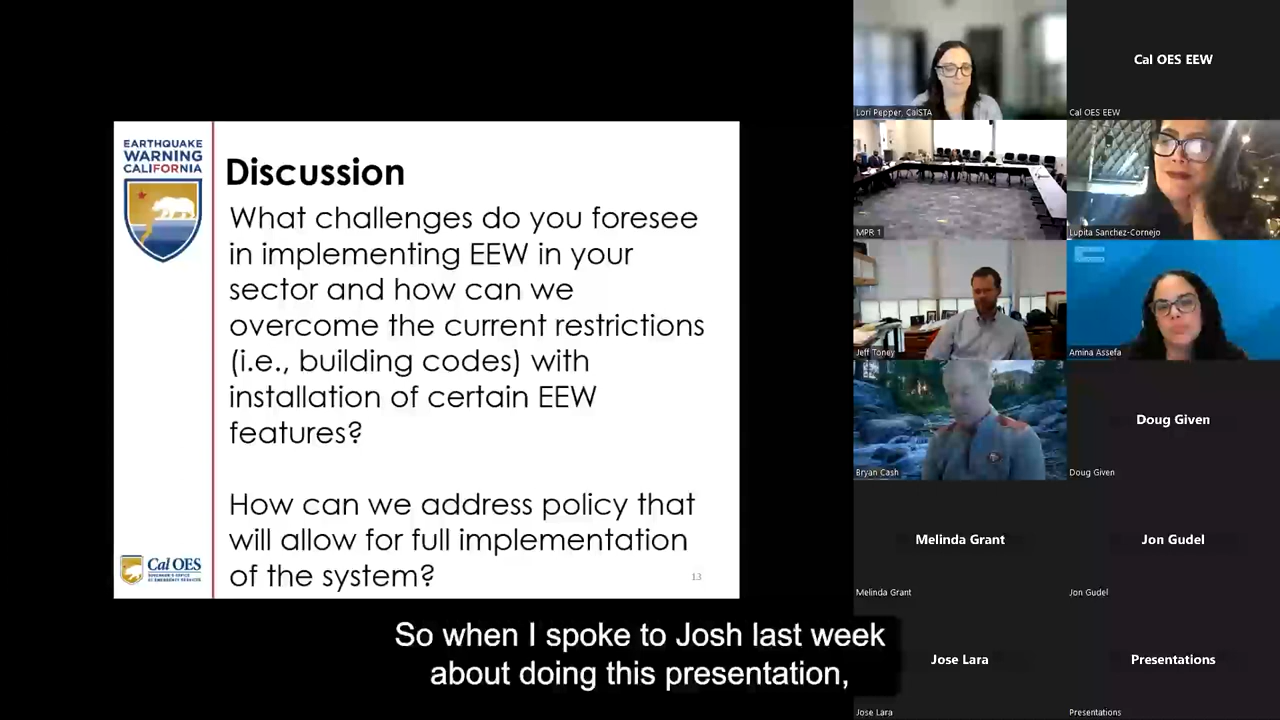 EARTHQUAKE
WARNING
CALIFORNIA
Discussion
What challenges do you foresee
in implementing EEW in your
sector and how can we
overcome the current restrictions
(i.e., building codes) with
installation of certain EEW
features?
How can we address policy that
will allow for full implementation
of the system?
Cal OES
GOVERNOR'S OFFICE
OF EMERGENCY SERVICES
13
So when I spoke to Josh last week
about doing this presentation,
Lori Pepper, CalSTA
Cal OES EEW
Cal OES EEW
MPR 1
Lupita Sanchez-Cornejo
Jeff Toney
Amina Assefa
Bryan Cash
Doug Given
Doug Given
Melinda Grant
Melinda Grant
Jon Gudel
Jon Gudel
Jose Lara
Jose Lara
Presentations
Presentations